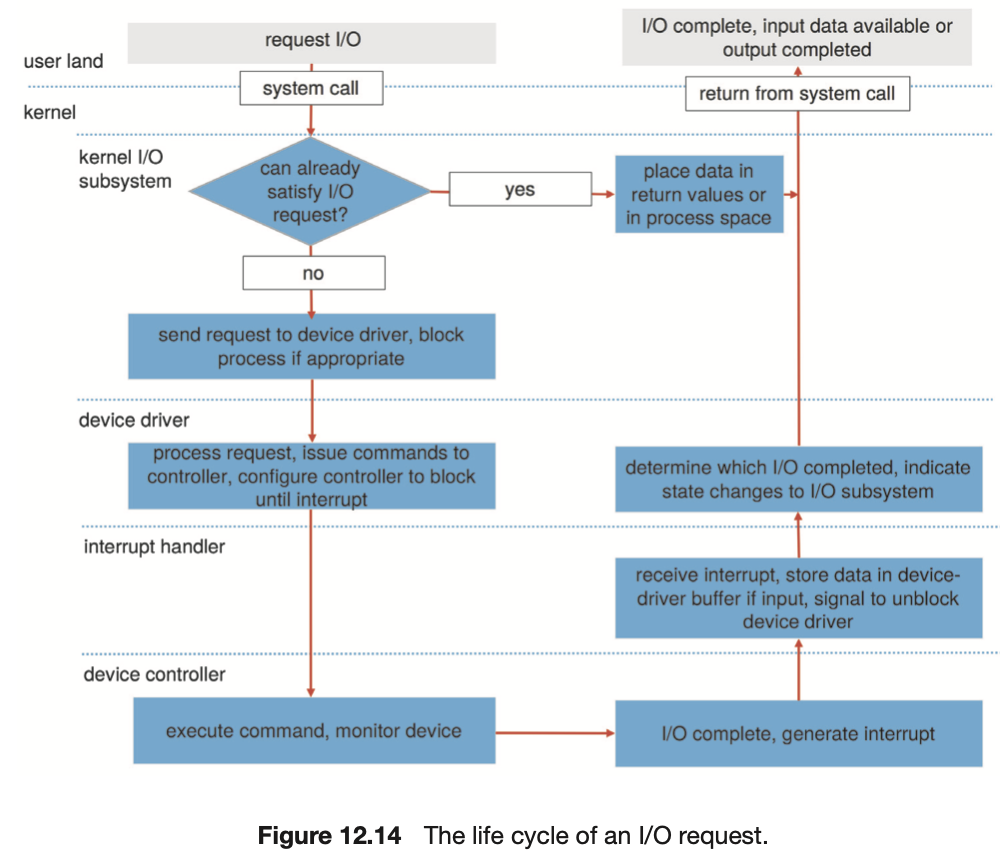 request I/O
I/O complete, input data available or
output completed
user land
system call
return from system call
kernel
kernel I/O
subsystem
can already
satisfy I/O
request?
yes
place data in
return values or
in process space
no
send request to device driver, block
process if appropriate
device driver
process request, issue commands to
controller, configure controller to block
until interrupt
determine which I/O completed, indicate
state changes to I/O subsystem
interrupt handler
receive interrupt, store data in device-
driver buffer if input, signal to unblock
device driver
device controller
execute command, monitor device
I/O complete, generate interrupt
Figure 12.14 The life cycle of an I/O request.